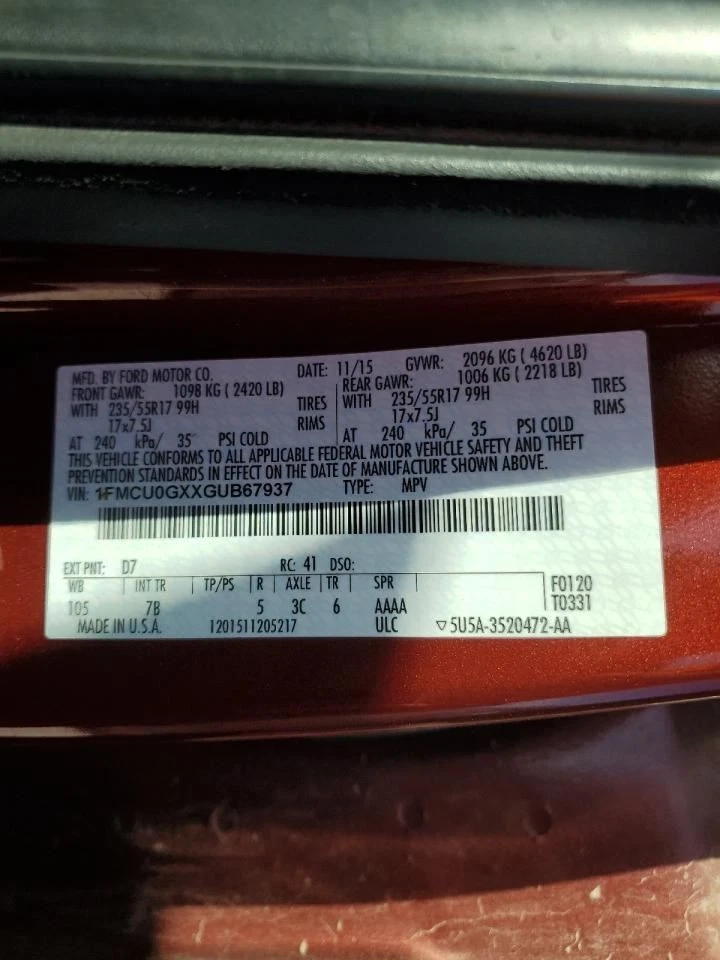 MFD. BY FORD MOTOR CO. DATE: 11/15 GVWR: 2096 KG ( 4620 LB)
FRONT GAWR: 1098 KG ( 2420 LB) REAR GAWR: 1006 KG ( 2218 LB)
WITH 235/55R17 99H TIRES WITH 235/55R17 99H TIRES
17x7.5J RIMS 17x7.5J RIMS
AT 240 kPa/ 35 PSI COLD AT 240 kPa/ 35 PSI COLD
THIS VEHICLE CONFORMS TO ALL APPLICABLE FEDERAL MOTOR VEHICLE SAFETY AND THEFT
PREVENTION STANDARDS IN EFFECT ON THE DATE OF MANUFACTURE SHOWN ABOVE.
VIN: 1FMCU0GXXGUB67937 TYPE: MPV
EXT PNT: D7 RC: 41 DSO:
WB INT TR TP/PS R AXLE TR SPR F0120
105 7B 5 3C 6 AAAA T0331
MADE IN U.S.A. 1201511205217 ULC ▽5U5A-3520472-AA